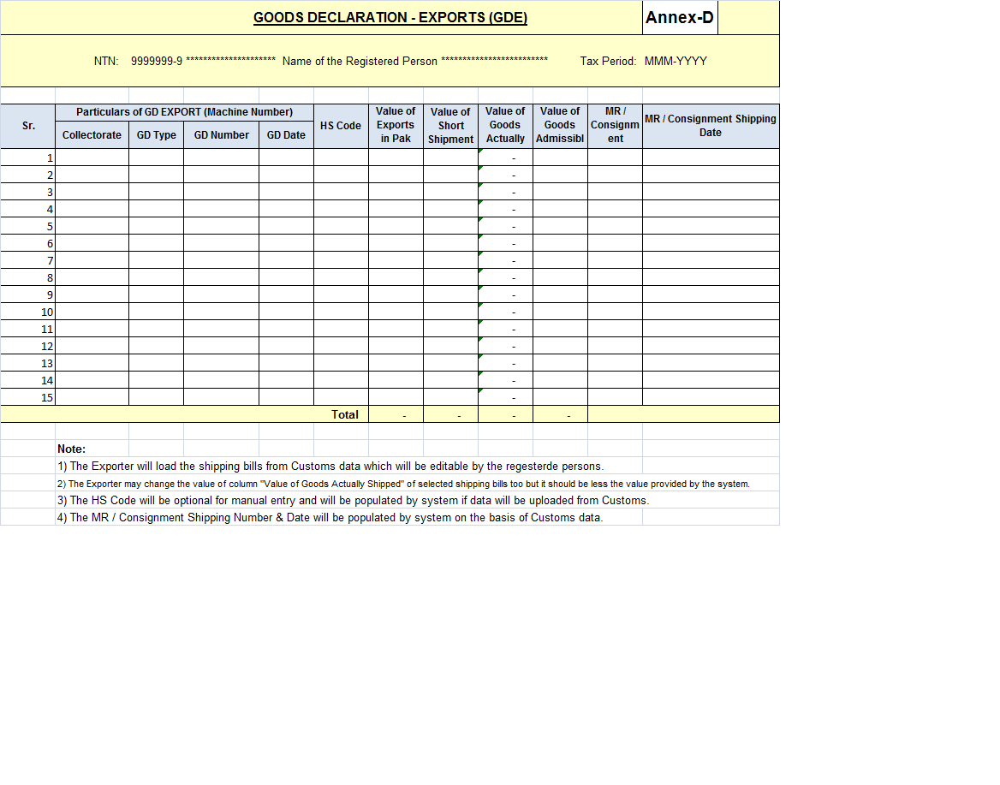 GOODS DECLARATION - EXPORTS (GDE) Annex-D
NTN: 9999999-9 ********************* Name of the Registered Person ************************* Tax Period: MMM-YYYY
Sr.
Particulars of GD EXPORT (Machine Number)
Collectorate GD Type GD Number GD Date
HS Code
Value of
Exports
in Pak
Value of
Short
Shipment
Value of
Goods
Actually
Value of
Goods
Admissibl
MR /
Consignm
ent
MR / Consignment Shipping
Date
1 -
2 -
3 -
4 -
5 -
6 -
7 -
8 -
9 -
10 -
11 -
12 -
13 -
14 -
15 -
Total - - - -
Note:
1) The Exporter will load the shipping bills from Customs data which will be editable by the regesterde persons.
2) The Exporter may change the value of column "Value of Goods Actually Shipped" of selected shipping bills too but it should be less the value provided by the system.
3) The HS Code will be optional for manual entry and will be populated by system if data will be uploaded from Customs.
4) The MR / Consignment Shipping Number & Date will be populated by system on the basis of Customs data.